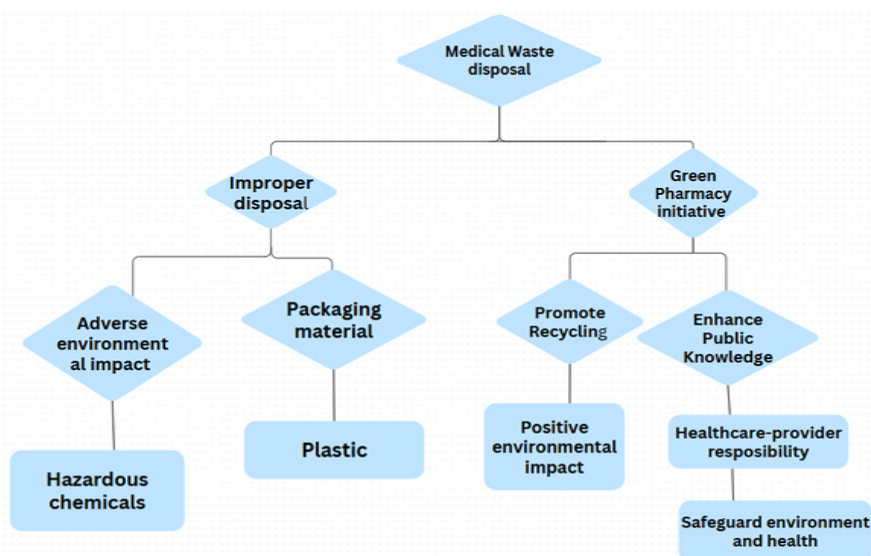 Medical Waste
disposal
Improper
disposal
Green
Pharmacy
initiative
Adverse
environment
al impact
Packaging
material
Promote
Recycling
Enhance
Public
Knowledge
Hazardous
chemicals
Plastic
Positive
environmental
impact
Healthcare-provider
resposibility
Safeguard environment
and health